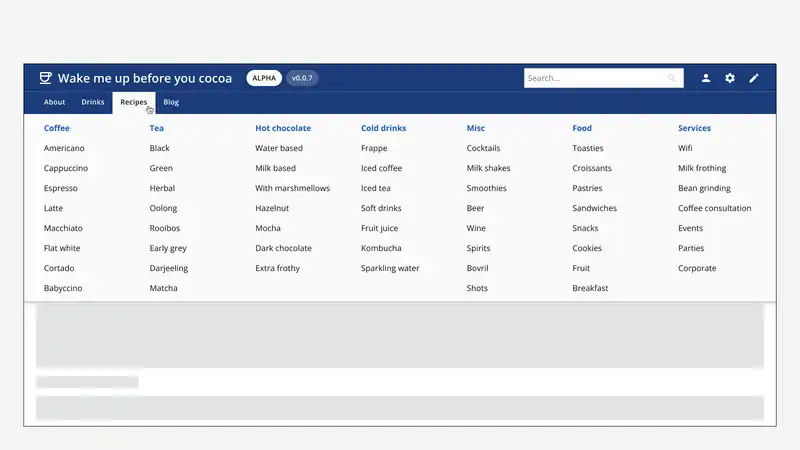 Wake me up before you cocoa ALPHA v0.0.7 Search...
About Drinks Recipes Blog
Coffee Tea Hot chocolate Cold drinks Misc Food Services
Americano Black Water based Frappe Cocktails Toasties Wifi
Cappuccino Green Milk based Iced coffee Milk shakes Croissants Milk frothing
Espresso Herbal With marshmellows Iced tea Smoothies Pastries Bean grinding
Latte Oolong Hazelnut Soft drinks Beer Sandwiches Coffee consultation
Macchiato Rooibos Mocha Fruit juice Wine Snacks Events
Flat white Early grey Dark chocolate Kombucha Spirits Cookies Parties
Cortado Darjeeling Extra frothy Sparkling water Bovril Fruit Corporate
Babyccino Matcha Shots Breakfast